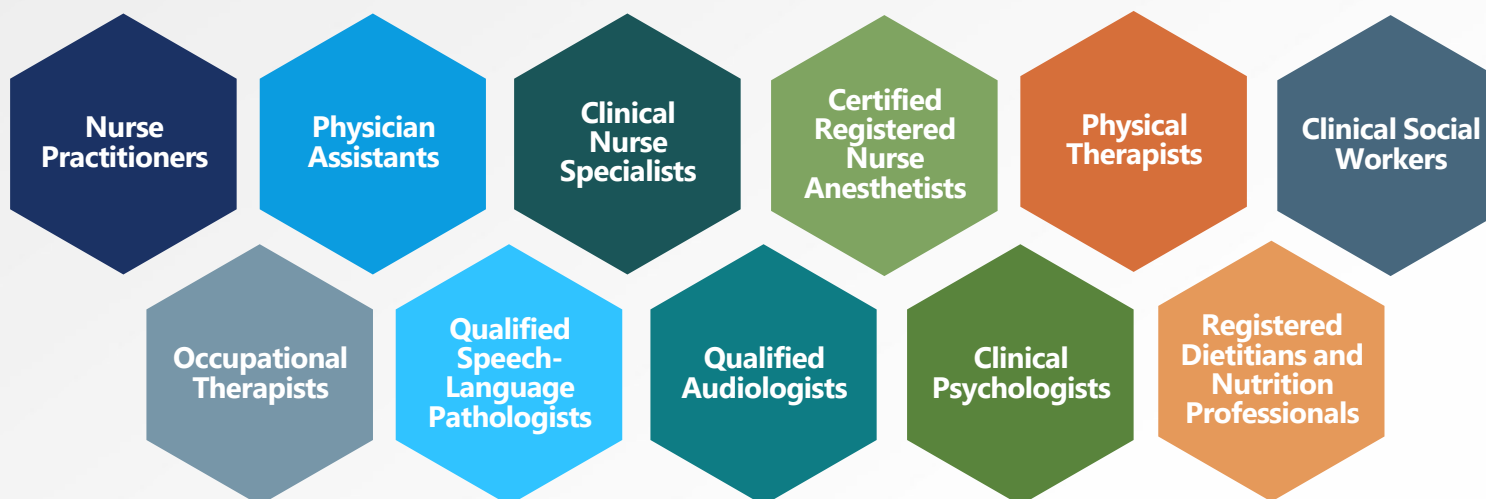 Nurse
Practitioners
Physician
Assistants
Clinical
Nurse
Specialists
Certified
Registered
Nurse
Anesthetists
Physical
Therapists
Clinical Social
Workers
Occupational
Therapists
Qualified
Speech-
Language
Pathologists
Qualified
Audiologists
Clinical
Psychologists
Registered
Dietitians and
Nutrition
Professionals